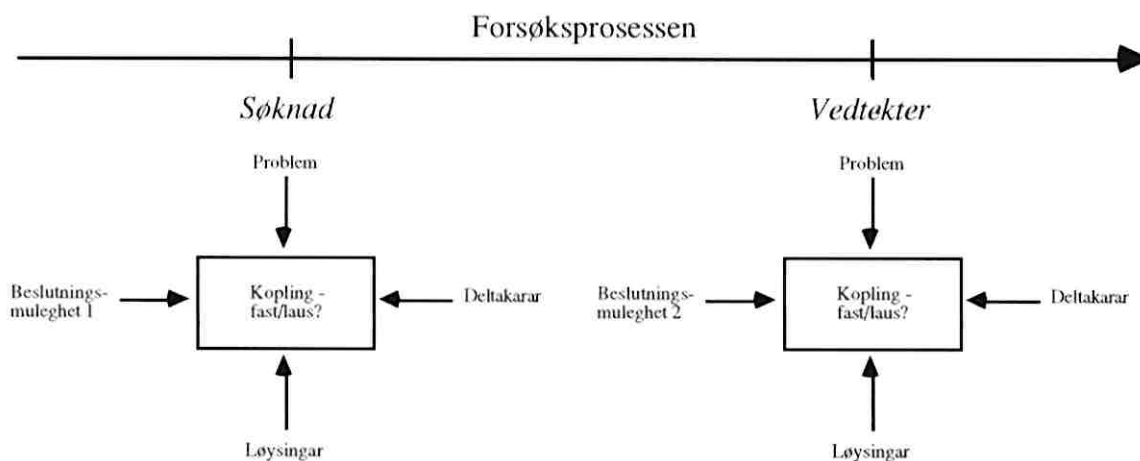 Forsøksprosessen
Søknad
Vedtekter
Problem
Problem
Beslutnings-
muleghet 1
Kopling -
fast/laus?
Deltakarar
Beslutnings-
muleghet 2
Kopling -
fast/laus?
Deltakarar
Løysingar
Løysingar